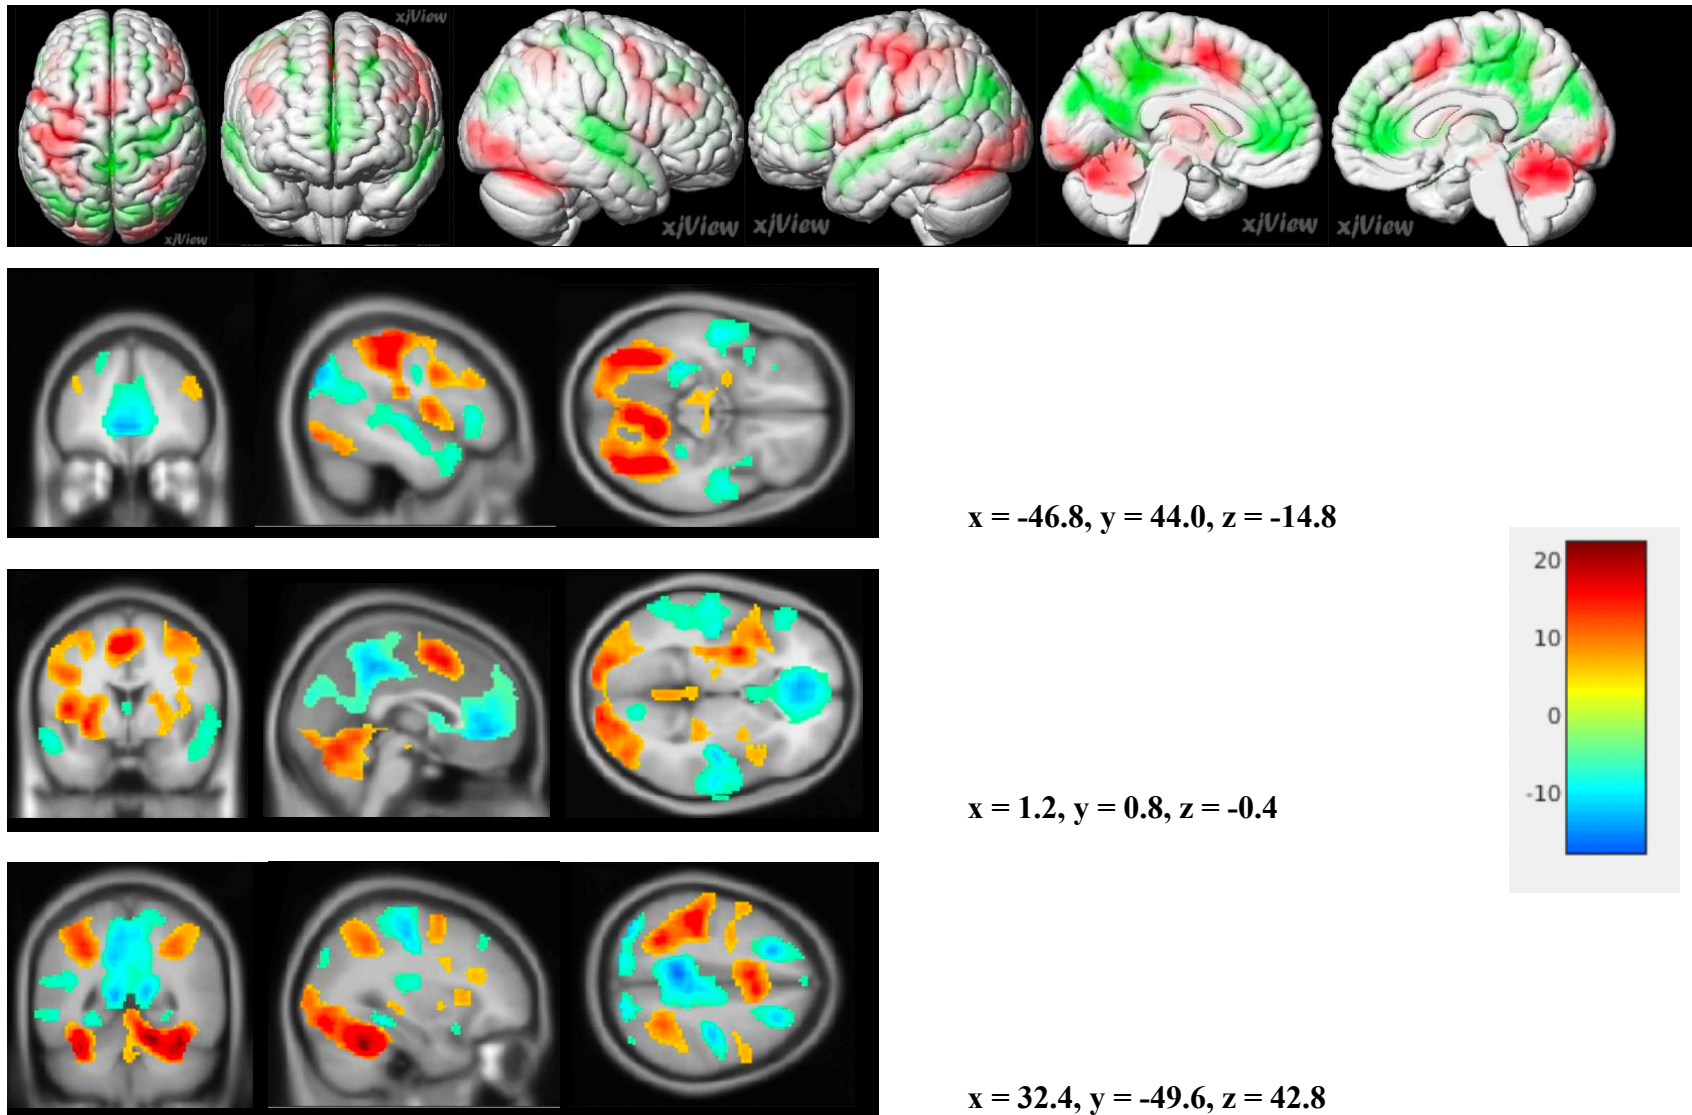 xjView
xjView
xjView
xjView
xjView
xjView
x = -46.8, y = 44.0, z = -14.8
20
10
0
-10
x = 1.2, y = 0.8, z = -0.4
x = 32.4, y = -49.6, z = 42.8